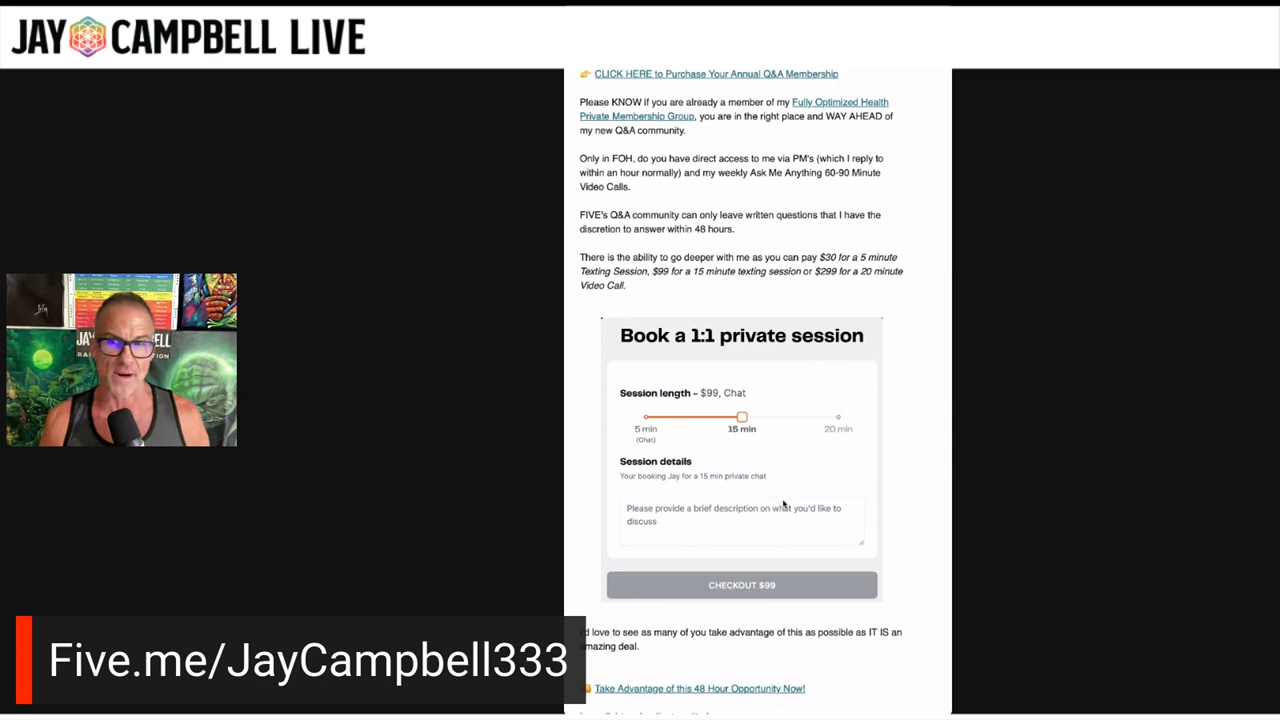 JAY CAMPBELL LIVE
👉 CLICK HERE to Purchase Your Annual Q&A Membership
Please KNOW if you are already a member of my Fully Optimized Health
Private Membership Group, you are in the right place and WAY AHEAD of
my new Q&A community.
Only in FOH, do you have direct access to me via PM's (which I reply to
within an hour normally) and my weekly Ask Me Anything 60-90 Minute
Video Calls.
FIVE's Q&A community can only leave written questions that I have the
discretion to answer within 48 hours.
There is the ability to go deeper with me as you can pay $30 for a 5 minute
Texting Session, $99 for a 15 minute texting session or $299 for a 20 minute
Video Call.
Book a 1:1 private session
Session length - $99, Chat
5 min 15 min 20 min
(Chat)
Session details
Your booking Jay for a 15 min private chat
Please provide a brief description on what you'd like to
discuss
CHECKOUT $99
d love to see as many of you take advantage of this as possible as IT IS an
mazing deal.
Take Advantage of this 48 Hour Opportunity Now!
Five.me/JayCampbell333